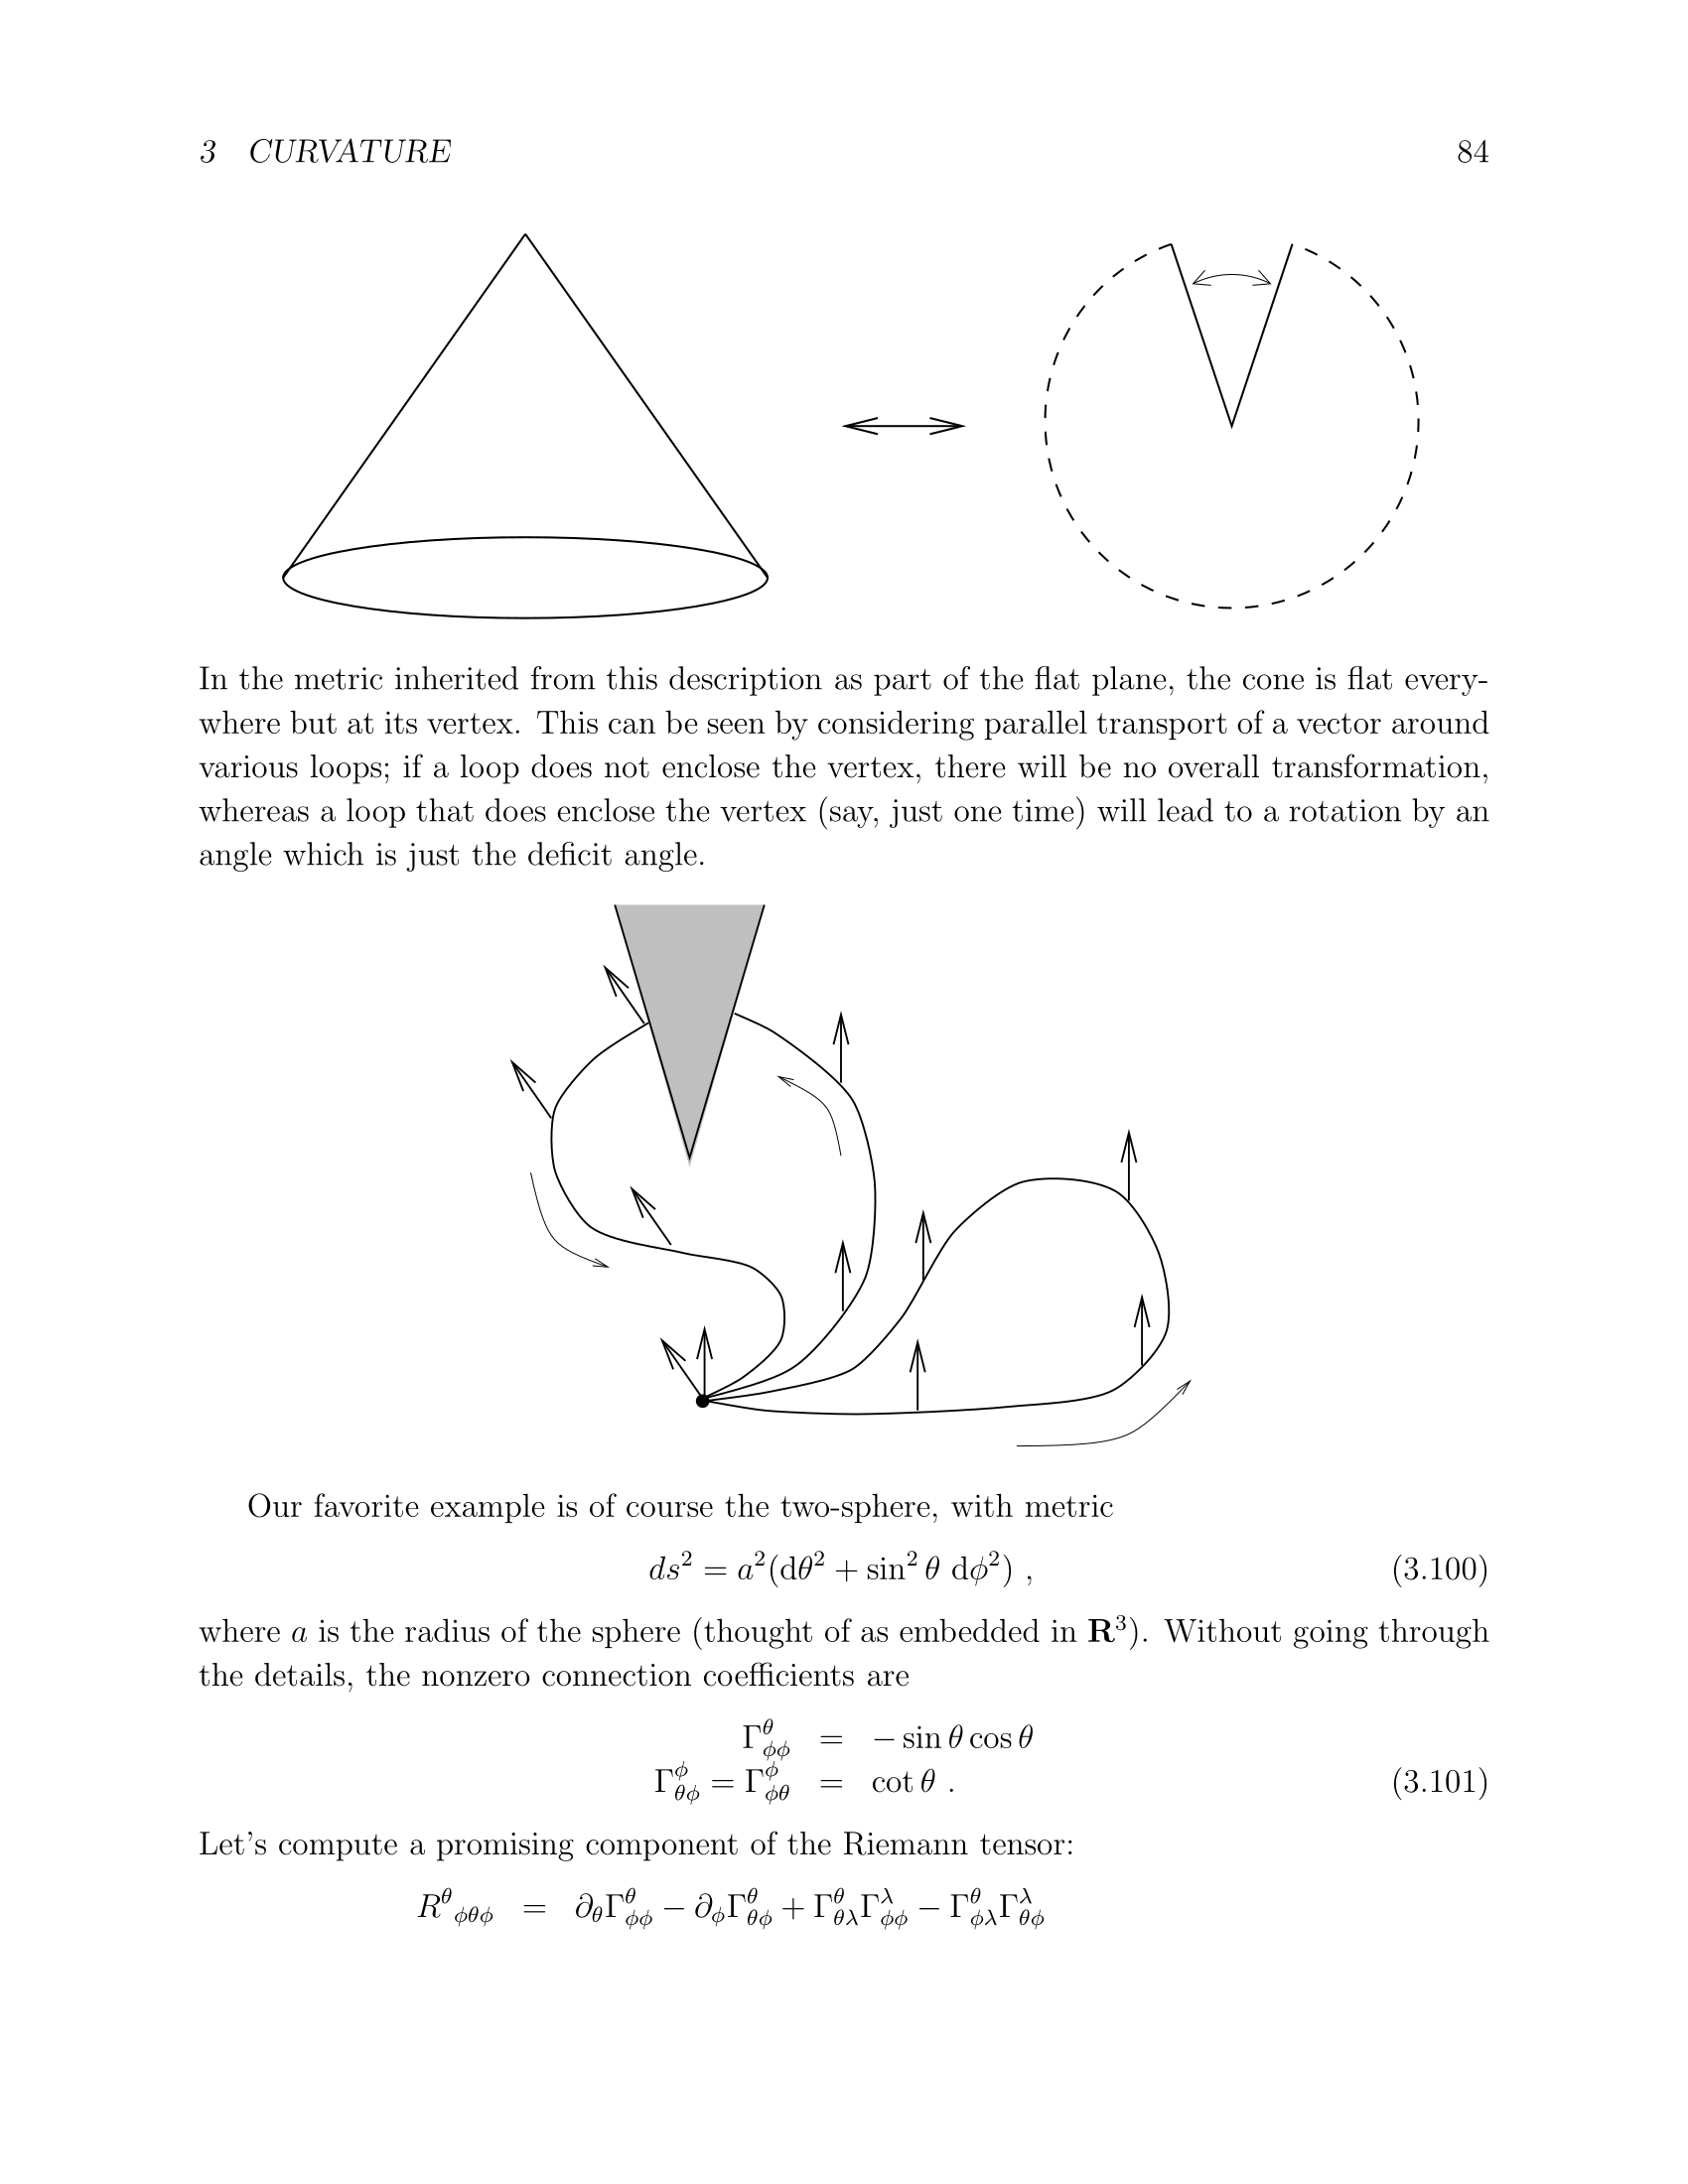 3 CURVATURE 84
In the metric inherited from this description as part of the flat plane, the cone is flat every-
where but at its vertex. This can be seen by considering parallel transport of a vector around
various loops; if a loop does not enclose the vertex, there will be no overall transformation,
whereas a loop that does enclose the vertex (say, just one time) will lead to a rotation by an
angle which is just the deficit angle.
Our favorite example is of course the two-sphere, with metric
$ds^2 = a^2(\mathrm{d}\theta^2 + \sin^2\theta\ \mathrm{d}\phi^2)\ ,$ (3.100)
where $a$ is the radius of the sphere (thought of as embedded in $\mathbf{R}^3$). Without going through
the details, the nonzero connection coefficients are
$\Gamma^\theta_{\phi\phi} = -\sin\theta\cos\theta$
$\Gamma^\phi_{\theta\phi} = \Gamma^\phi_{\phi\theta} = \cot\theta\ .$ (3.101)
Let's compute a promising component of the Riemann tensor:
$R^\theta{}_{\phi\theta\phi} = \partial_\theta\Gamma^\theta_{\phi\phi} - \partial_\phi\Gamma^\theta_{\theta\phi} + \Gamma^\theta_{\theta\lambda}\Gamma^\lambda_{\phi\phi} - \Gamma^\theta_{\phi\lambda}\Gamma^\lambda_{\theta\phi}$